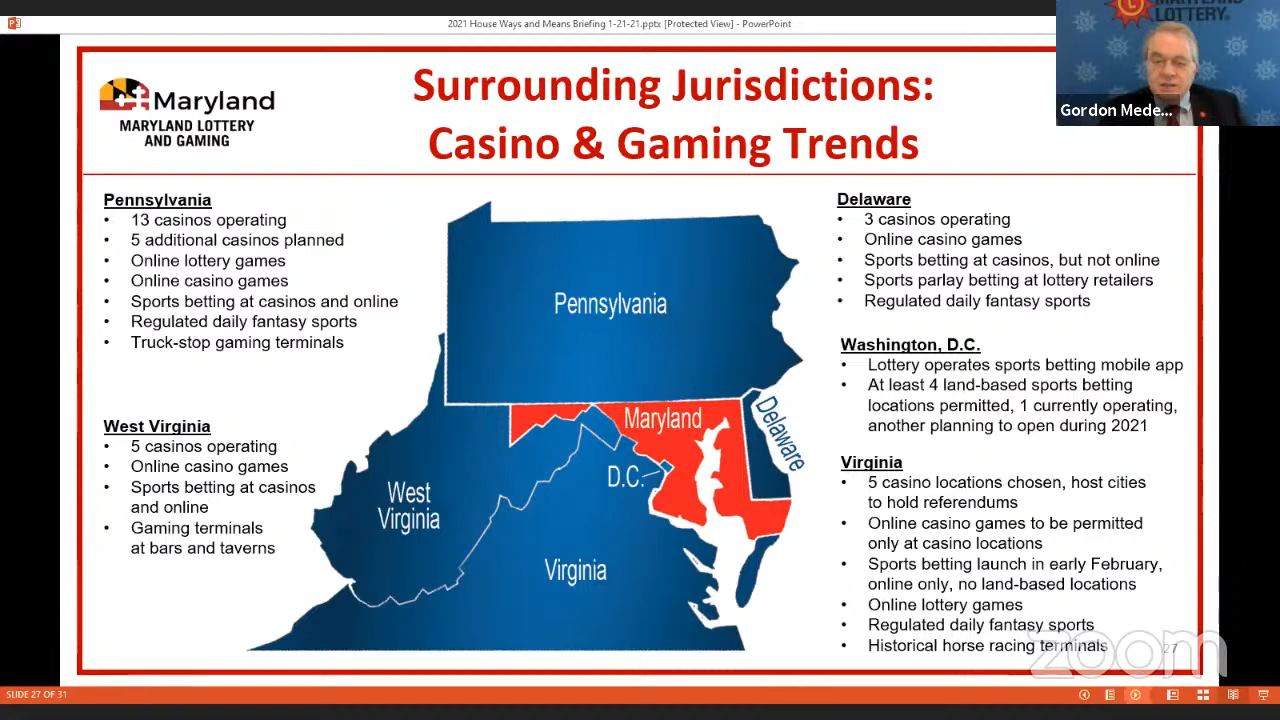 2021 House Ways and Means Briefing 1-21-21.pptx [Protected View] - PowerPoint
LOTTERY®
Gordon Mede...
Maryland
MARYLAND LOTTERY
AND GAMING
Surrounding Jurisdictions:
Casino & Gaming Trends
Pennsylvania
• 13 casinos operating
• 5 additional casinos planned
• Online lottery games
• Online casino games
• Sports betting at casinos and online
• Regulated daily fantasy sports
• Truck-stop gaming terminals
West Virginia
• 5 casinos operating
• Online casino games
• Sports betting at casinos
and online
• Gaming terminals
at bars and taverns
Pennsylvania
Maryland
Delaware
D.C.
West
Virginia
Virginia
Delaware
• 3 casinos operating
• Online casino games
• Sports betting at casinos, but not online
• Sports parlay betting at lottery retailers
• Regulated daily fantasy sports
Washington, D.C.
• Lottery operates sports betting mobile app
• At least 4 land-based sports betting
locations permitted, 1 currently operating,
another planning to open during 2021
Virginia
• 5 casino locations chosen, host cities
to hold referendums
• Online casino games to be permitted
only at casino locations
• Sports betting launch in early February,
online only, no land-based locations
• Online lottery games
• Regulated daily fantasy sports
• Historical horse racing terminals
27
zoom
SLIDE 27 OF 31